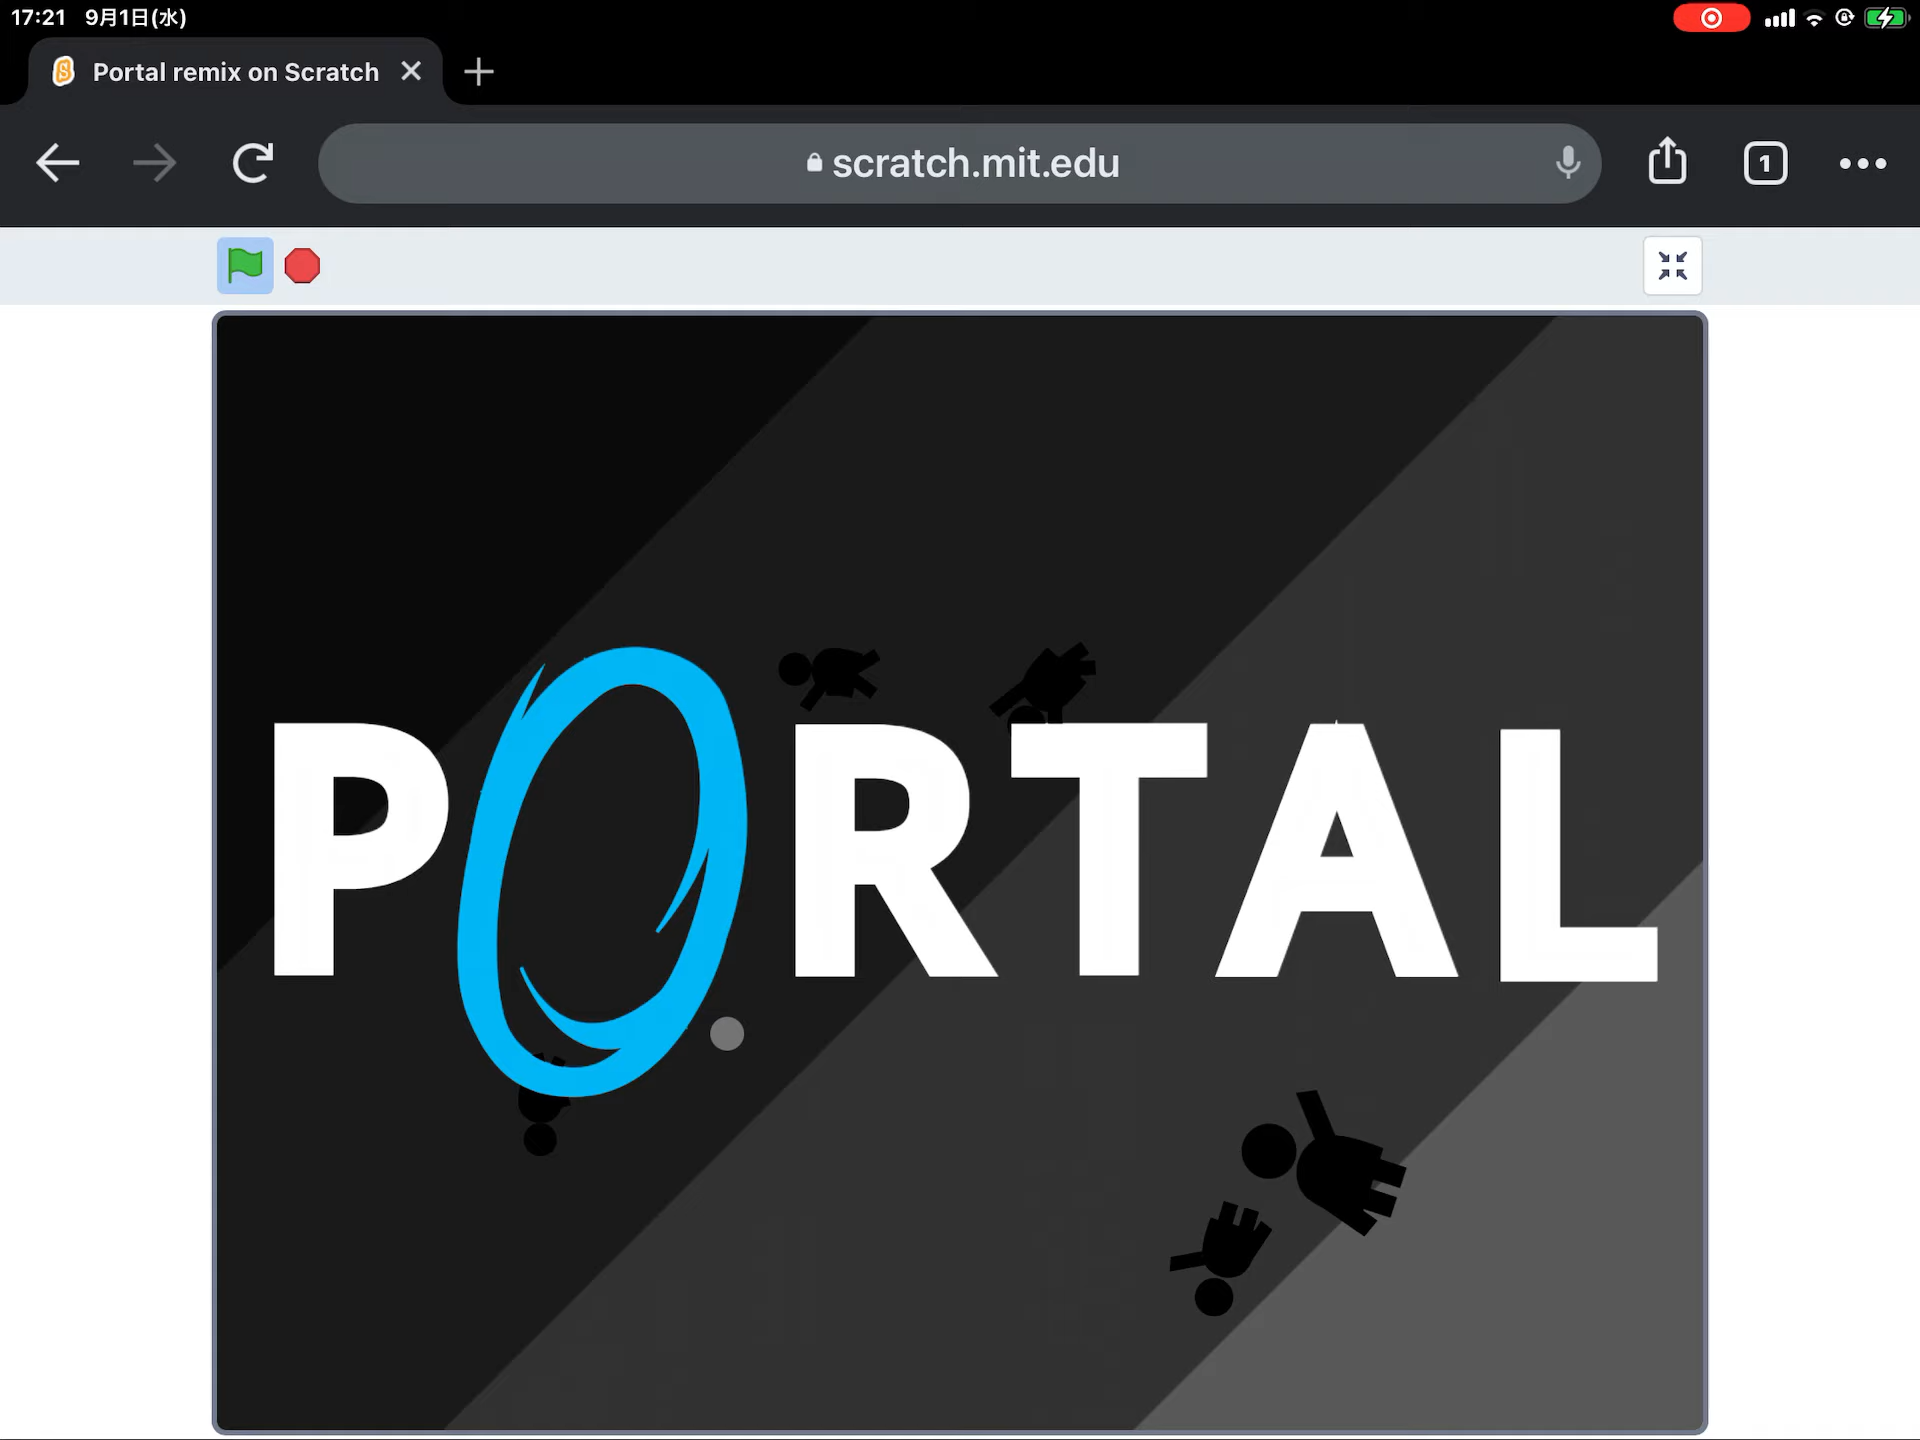 17:21 9月1日(水)
Portal remix on Scratch
scratch.mit.edu
1
PORTAL